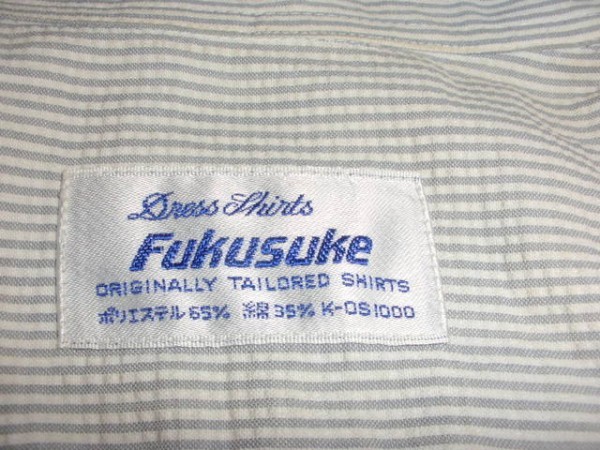 Dress Shirts
Fukusuke
ORIGINALLY TAILORED SHIRTS
ポリエステル65% 綿35% K-OS1000